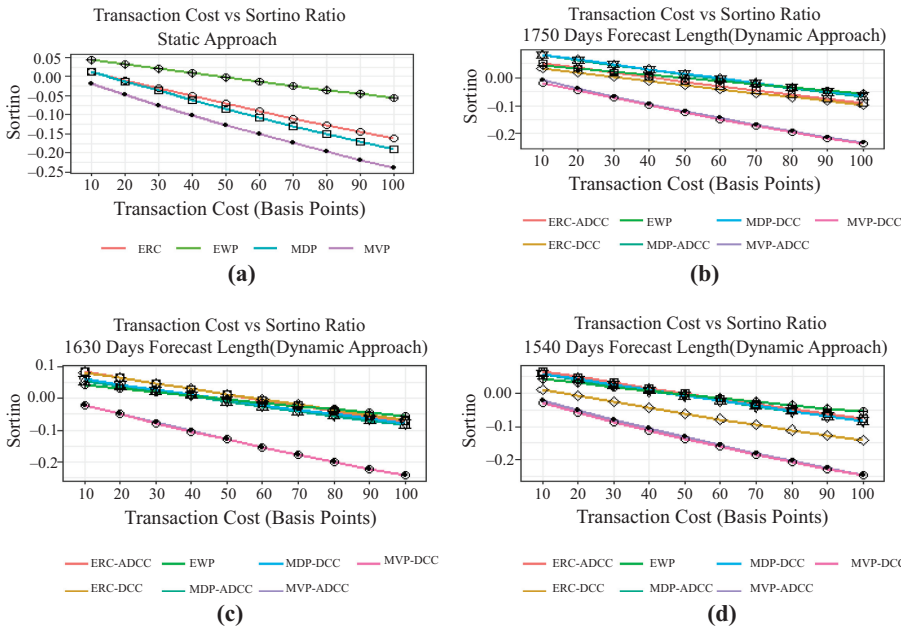 Transaction Cost vs Sortino Ratio
Static Approach
Sortino
0.05
0.00
−0.05
−0.10
−0.15
−0.20
−0.25
10 20 30 40 50 60 70 80 90 100
Transaction Cost (Basis Points)
ERC EWP MDP MVP
(a)
Transaction Cost vs Sortino Ratio
1750 Days Forecast Length(Dynamic Approach)
Sortino
0.00
−0.1
−0.2
10 20 30 40 50 60 70 80 90 100
Transaction Cost (Basis Points)
ERC-ADCC EWP MDP-DCC MVP-DCC
ERC-DCC MDP-ADCC MVP-ADCC
(b)
Transaction Cost vs Sortino Ratio
1630 Days Forecast Length(Dynamic Approach)
Sortino
0.1
0.00
−0.1
−0.2
10 20 30 40 50 60 70 80 90 100
Transaction Cost (Basis Points)
ERC-ADCC EWP MDP-DCC MVP-DCC
ERC-DCC MDP-ADCC MVP-ADCC
(c)
Transaction Cost vs Sortino Ratio
1540 Days Forecast Length(Dynamic Approach)
Sortino
0.00
−0.1
−0.2
10 20 30 40 50 60 70 80 90 100
Transaction Cost (Basis Points)
ERC-ADCC EWP MDP-DCC MVP-DCC
ERC-DCC MDP-ADCC MVP-ADCC
(d)